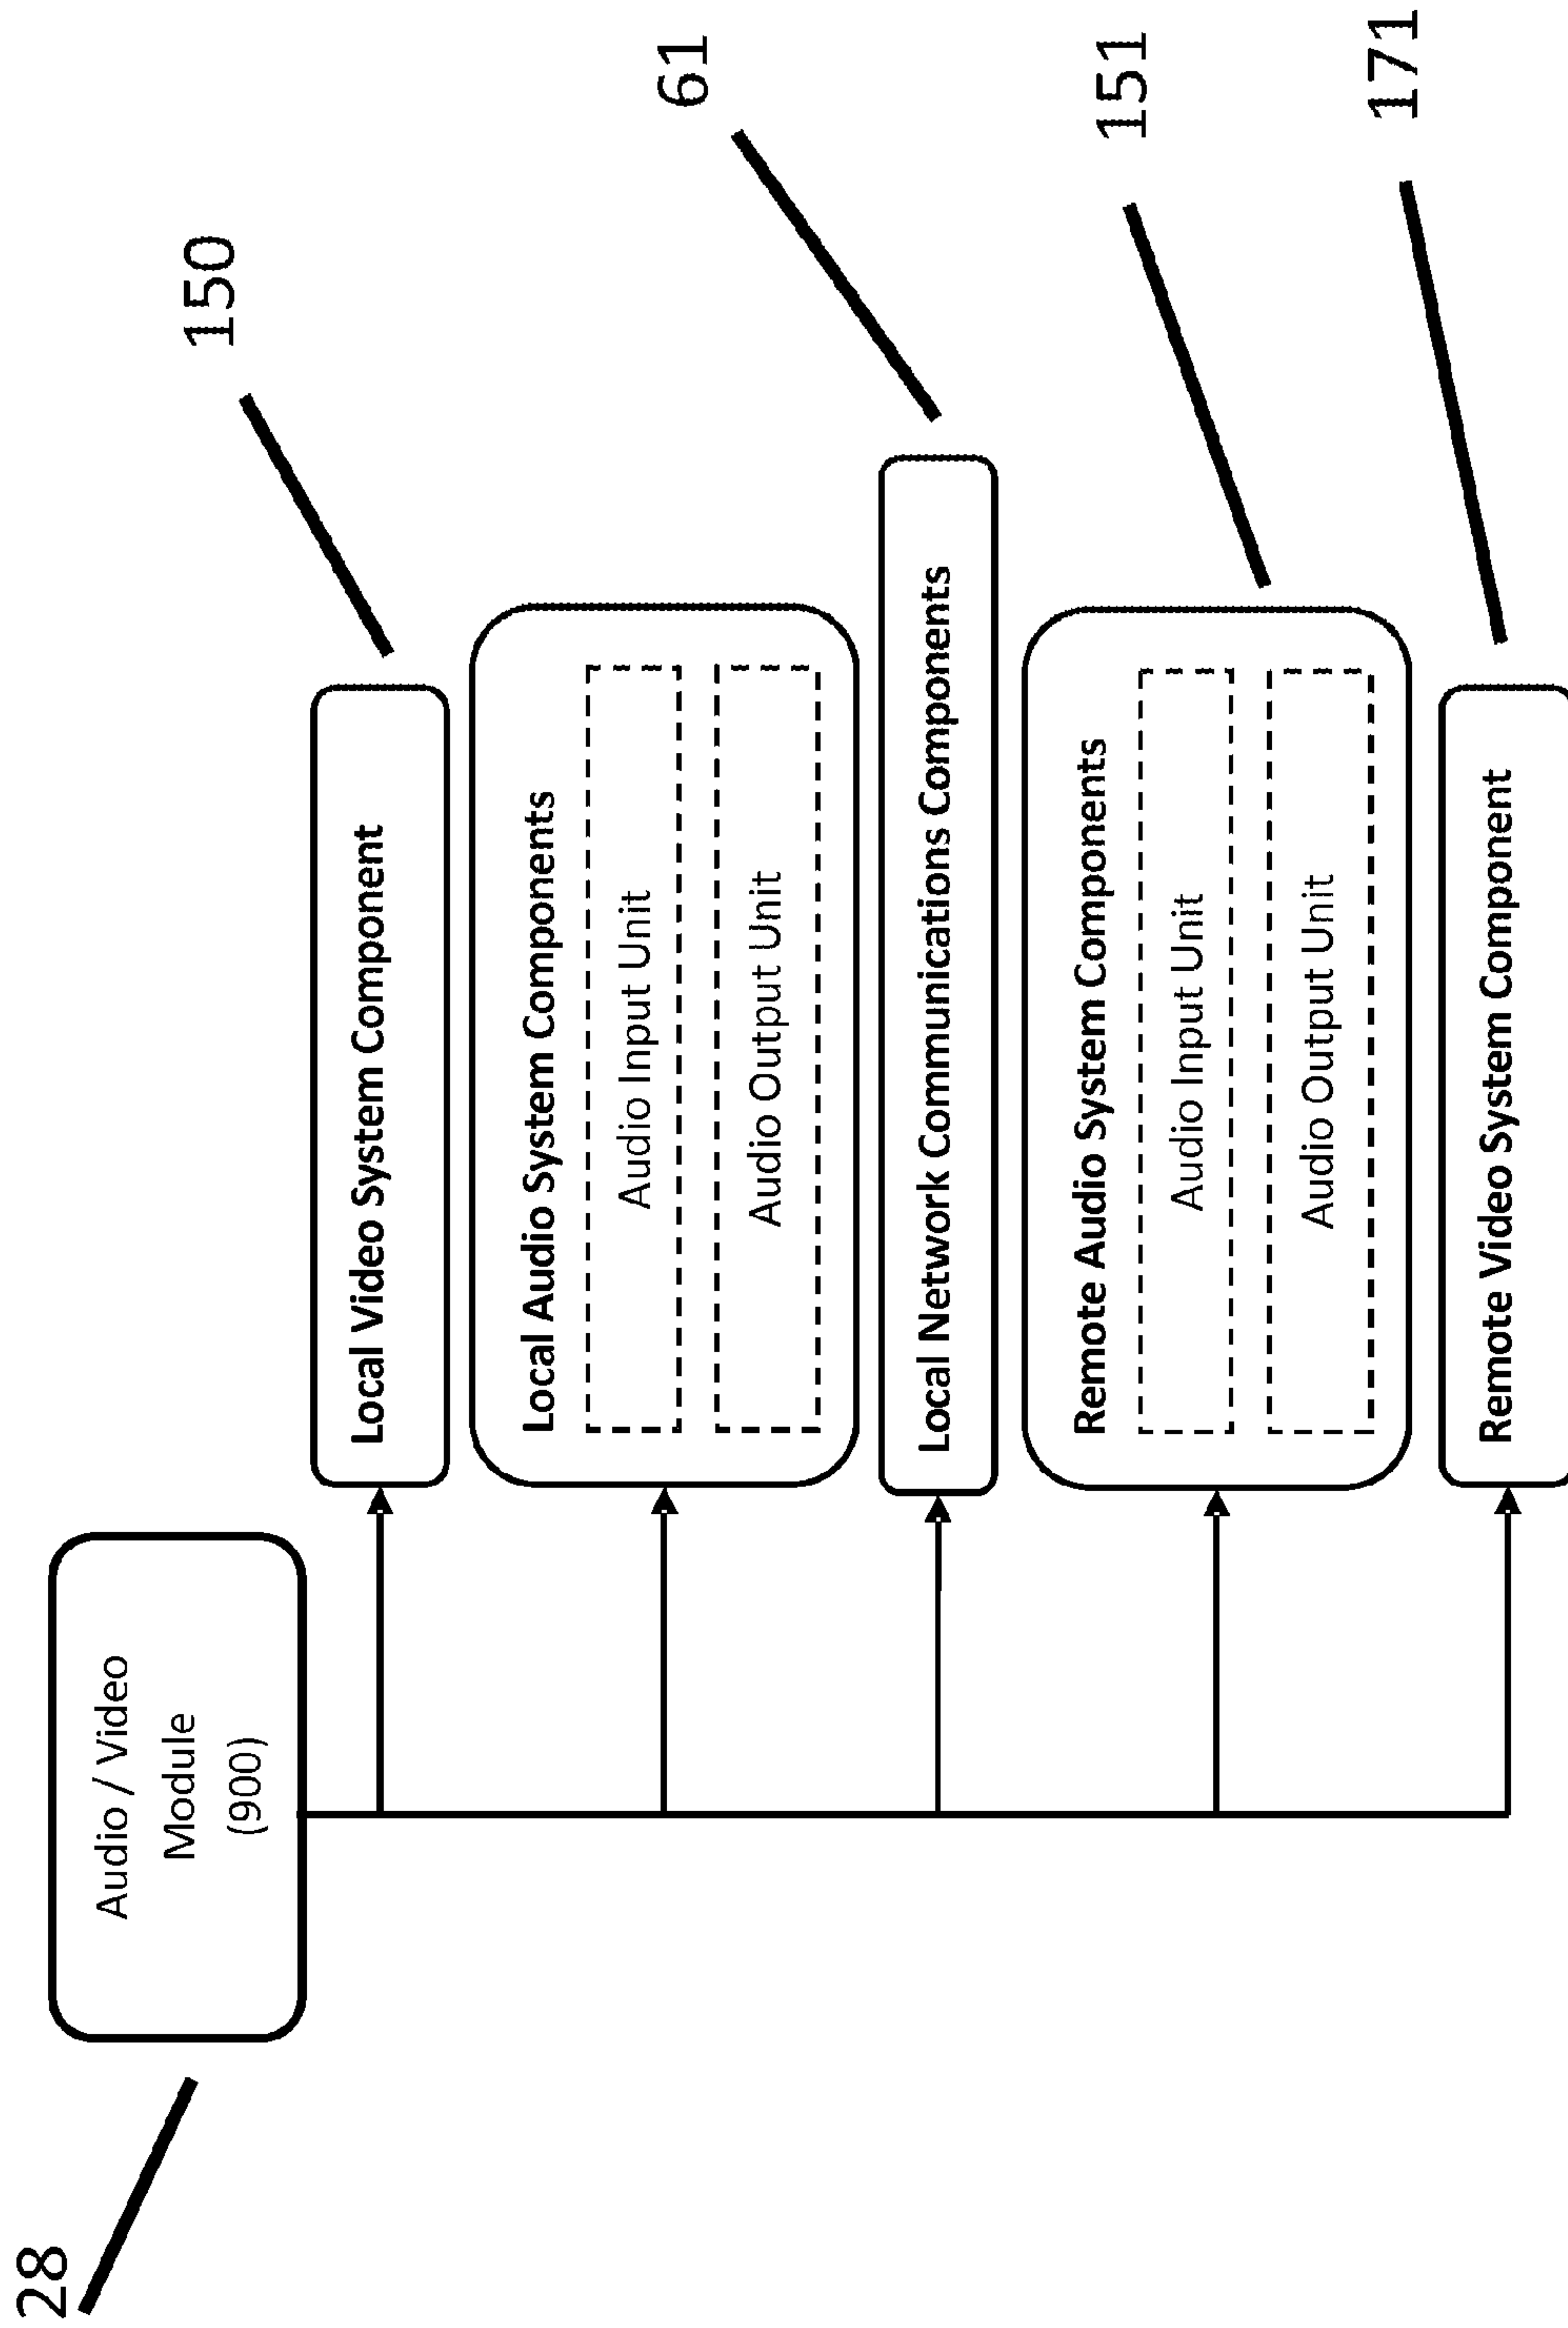 28
Audio / Video
Module
(900)
150
Local Video System Component
Local Audio System Components
Audio Input Unit
Audio Output Unit
61
Local Network Communications Components
151
Remote Audio System Components
Audio Input Unit
Audio Output Unit
171
Remote Video System Component